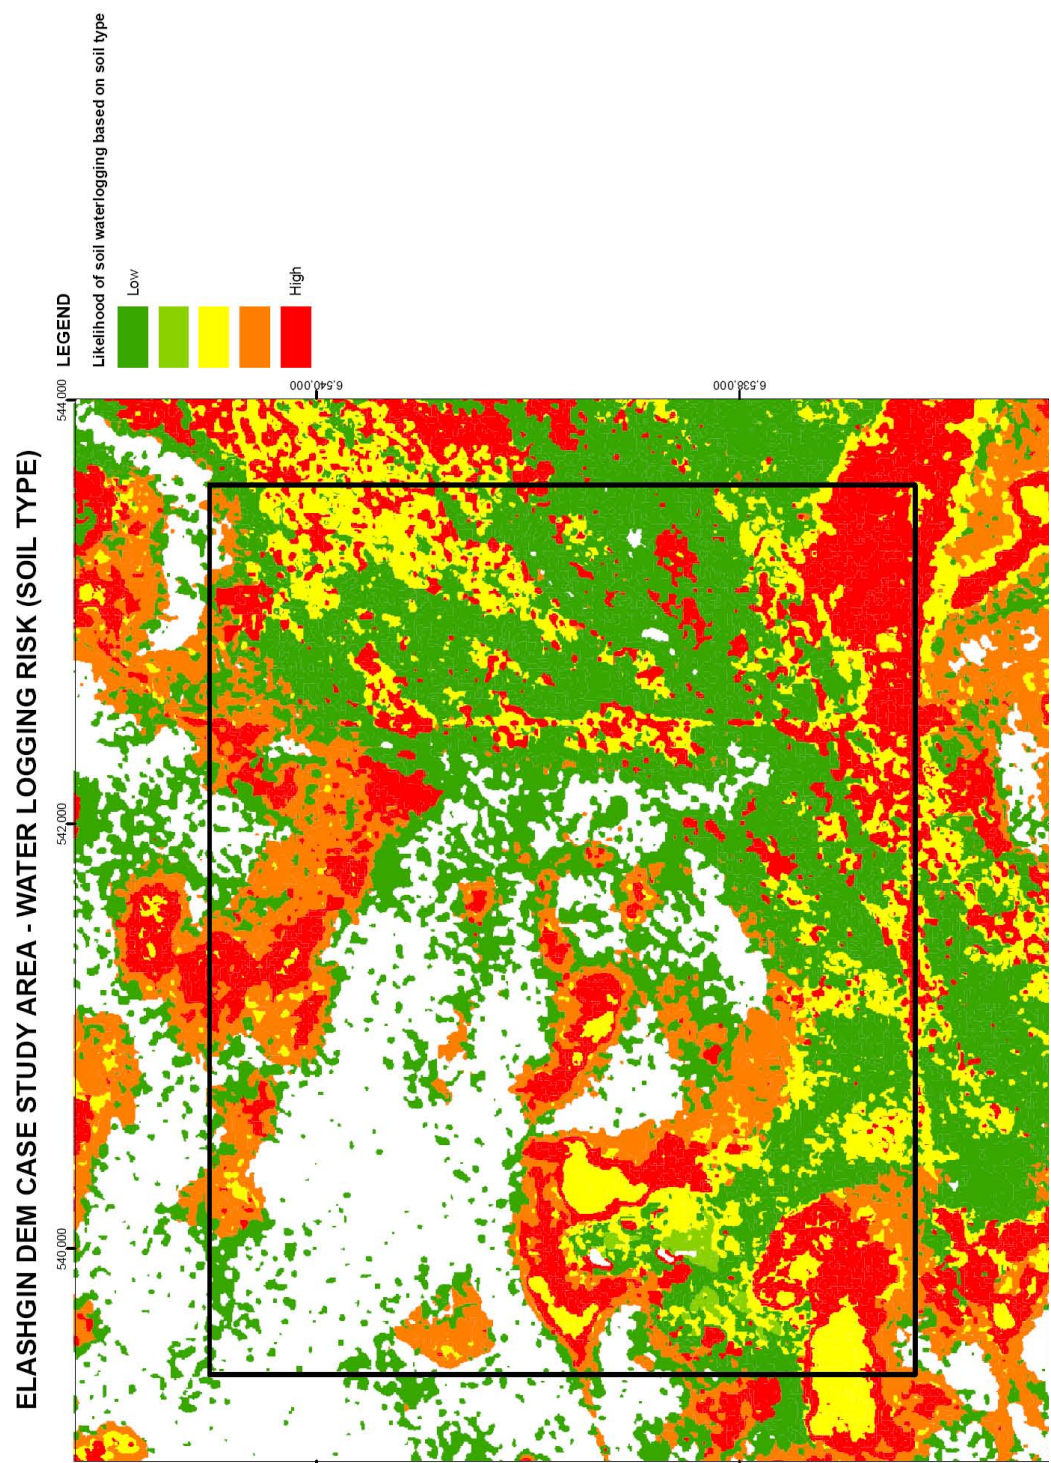 ELASHGIN DEM CASE STUDY AREA - WATER LOGGING RISK (SOIL TYPE)
540,000
542,000
544,000
LEGEND
Likelihood of soil waterlogging based on soil type
Low
High
6,540,000
6,538,000